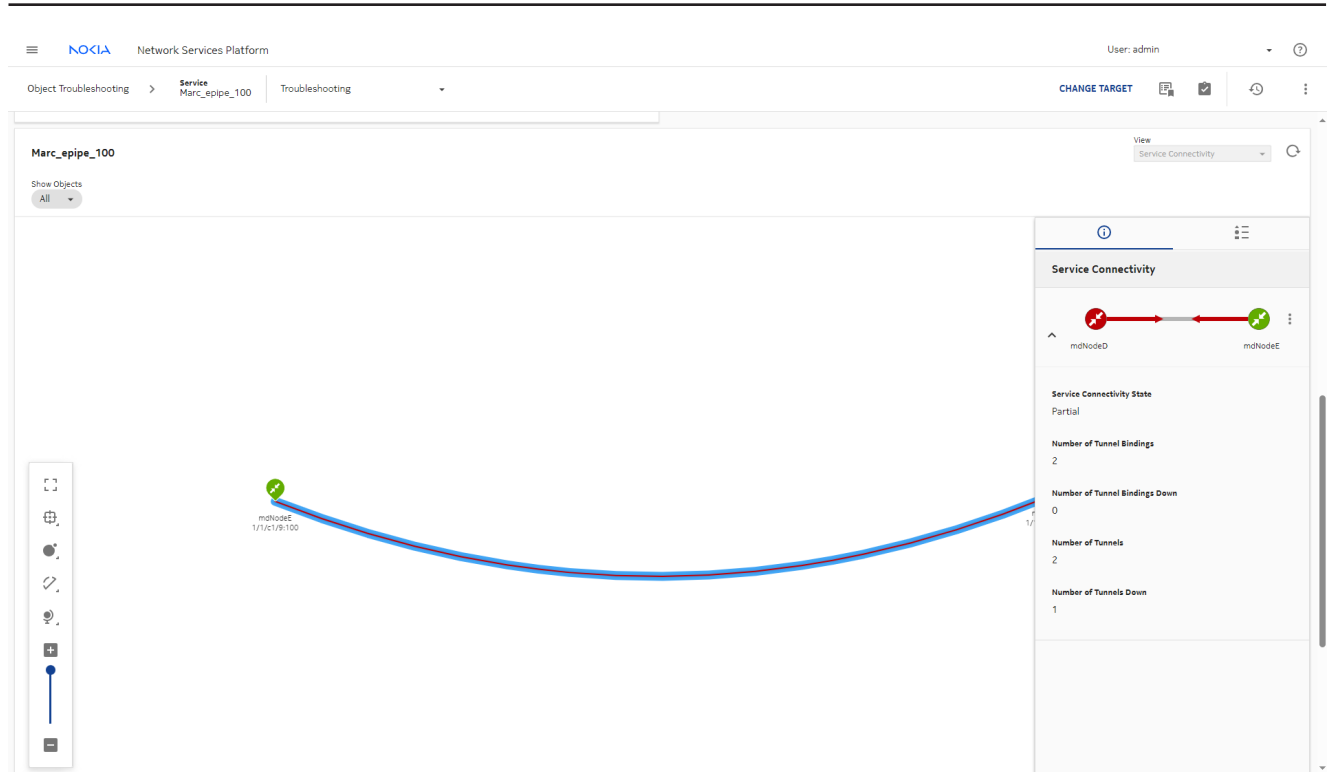 NOKIA Network Services Platform User: admin
Object Troubleshooting > Service Marc_epipe_100 Troubleshooting CHANGE TARGET
Marc_epipe_100
View
Service Connectivity
Show Objects
All
Service Connectivity
mdNodeD mdNodeE
Service Connectivity State
Partial
Number of Tunnel Bindings
2
Number of Tunnel Bindings Down
0
Number of Tunnels
2
Number of Tunnels Down
1
mdNodeE
1/1/c1/9:100
1/